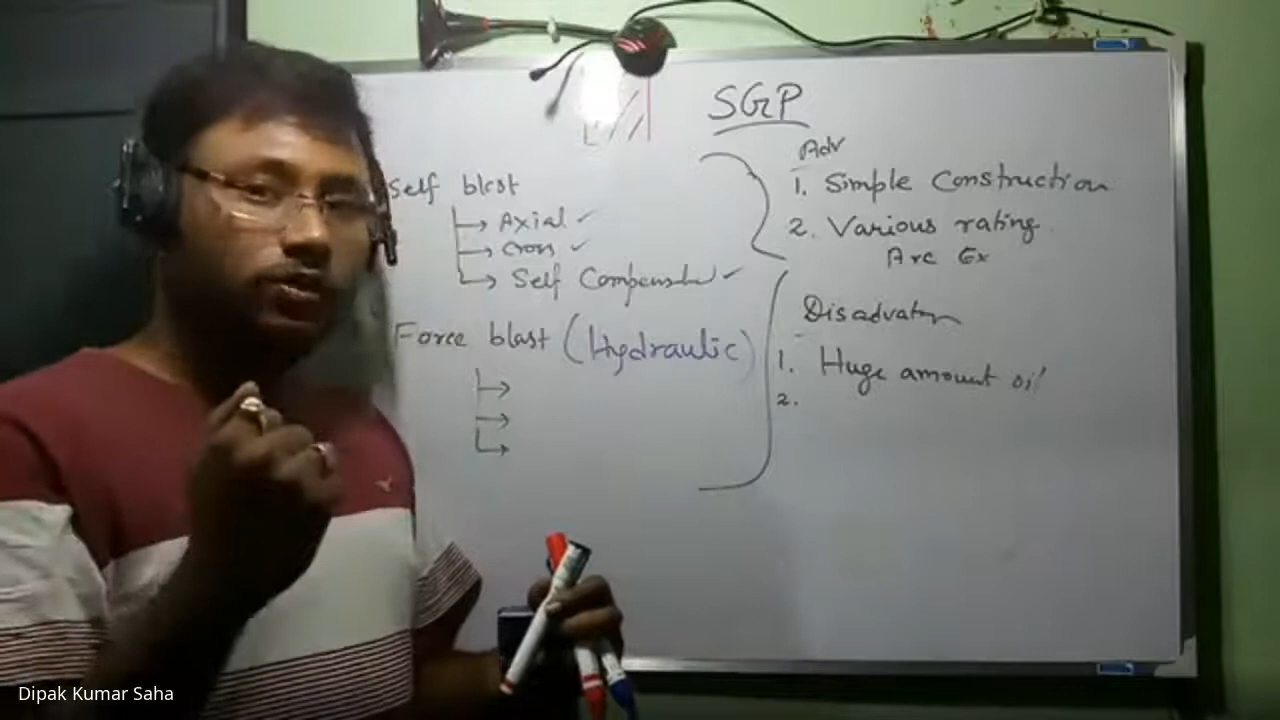 SGP
Self blast
Axial
Cross
Self Compensated
Force blast (Hydraulic)
Adv
1. Simple Construction
2. Various rating
Arc Ex
Disadvatag
1. Huge amount oil
2.
Dipak Kumar Saha